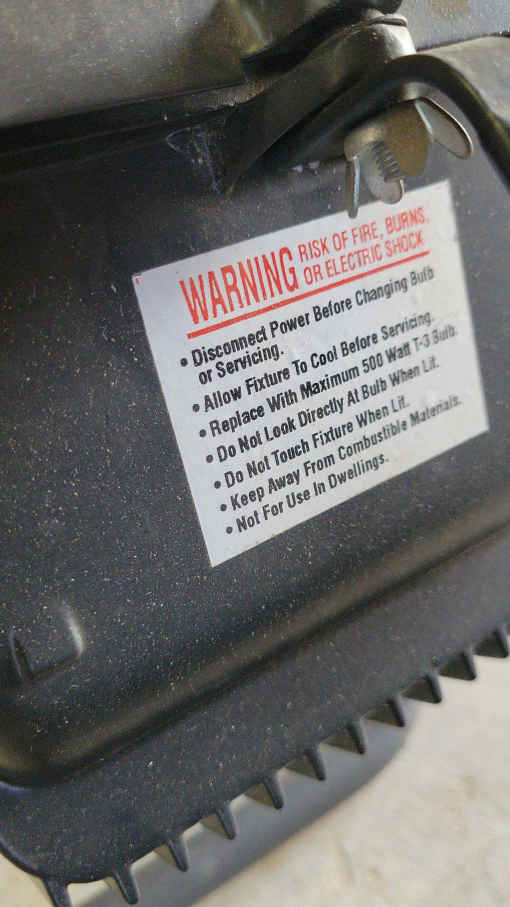 WARNING RISK OF FIRE, BURNS,
OR ELECTRIC SHOCK
• Disconnect Power Before Changing Bulb
or Servicing.
• Allow Fixture To Cool Before Servicing.
• Replace With Maximum 500 Watt T-3 Bulb.
• Do Not Look Directly At Bulb When Lit.
• Do Not Touch Fixture When Lit.
• Keep Away From Combustible Materials.
• Not For Use In Dwellings.